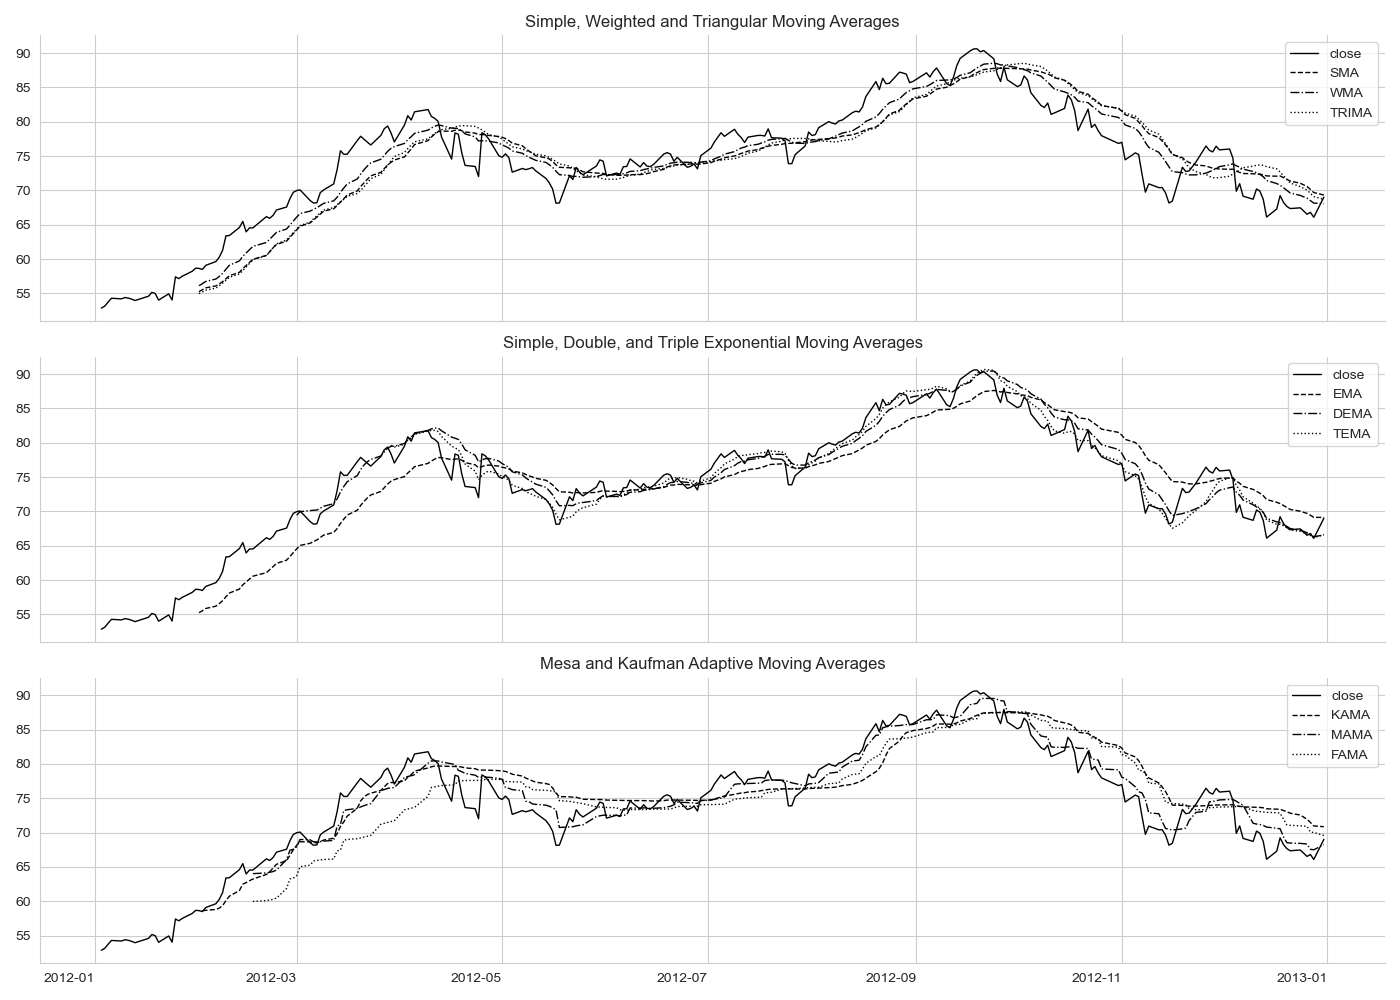 Simple, Weighted and Triangular Moving Averages
90
85
80
75
70
65
60
55
close
SMA
WMA
TRIMA
Simple, Double, and Triple Exponential Moving Averages
90
85
80
75
70
65
60
55
close
EMA
DEMA
TEMA
Mesa and Kaufman Adaptive Moving Averages
90
85
80
75
70
65
60
55
close
KAMA
MAMA
FAMA
2012-01 2012-03 2012-05 2012-07 2012-09 2012-11 2013-01